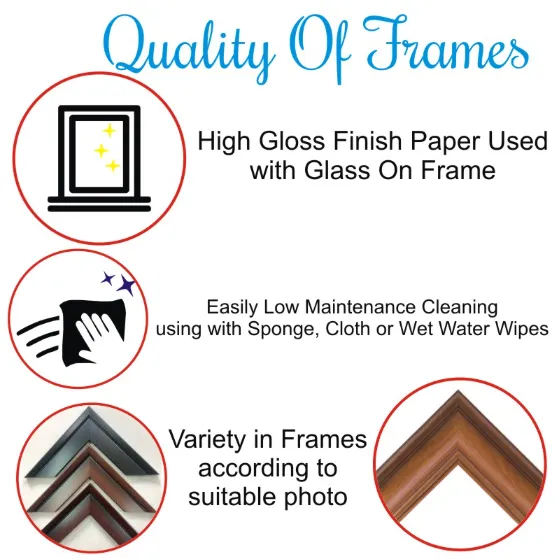 Quality Of Frames
High Gloss Finish Paper Used
with Glass On Frame
Easily Low Maintenance Cleaning
using with Sponge, Cloth or Wet Water Wipes
Variety in Frames
according to
suitable photo